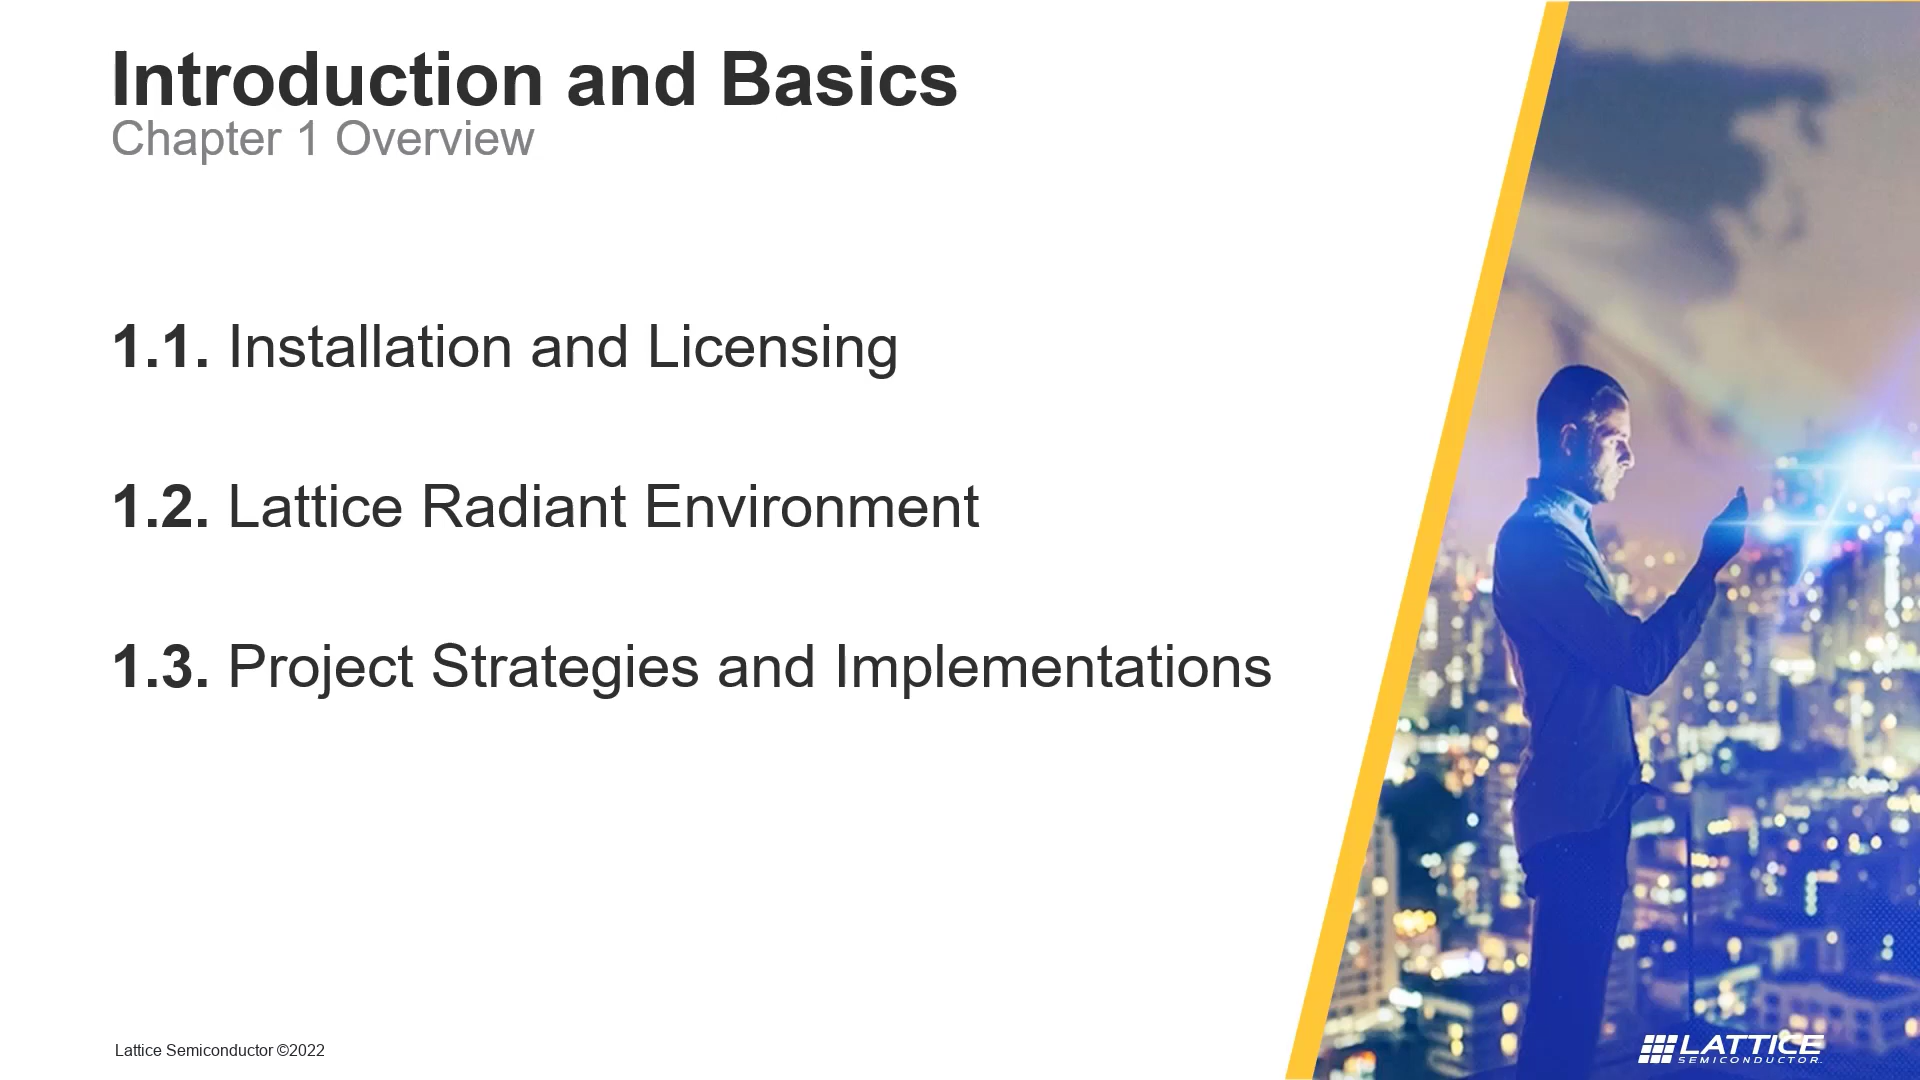 Introduction and Basics
Chapter 1 Overview
1.1. Installation and Licensing
1.2. Lattice Radiant Environment
1.3. Project Strategies and Implementations
Lattice Semiconductor ©2022
LATTICE
SEMICONDUCTOR.